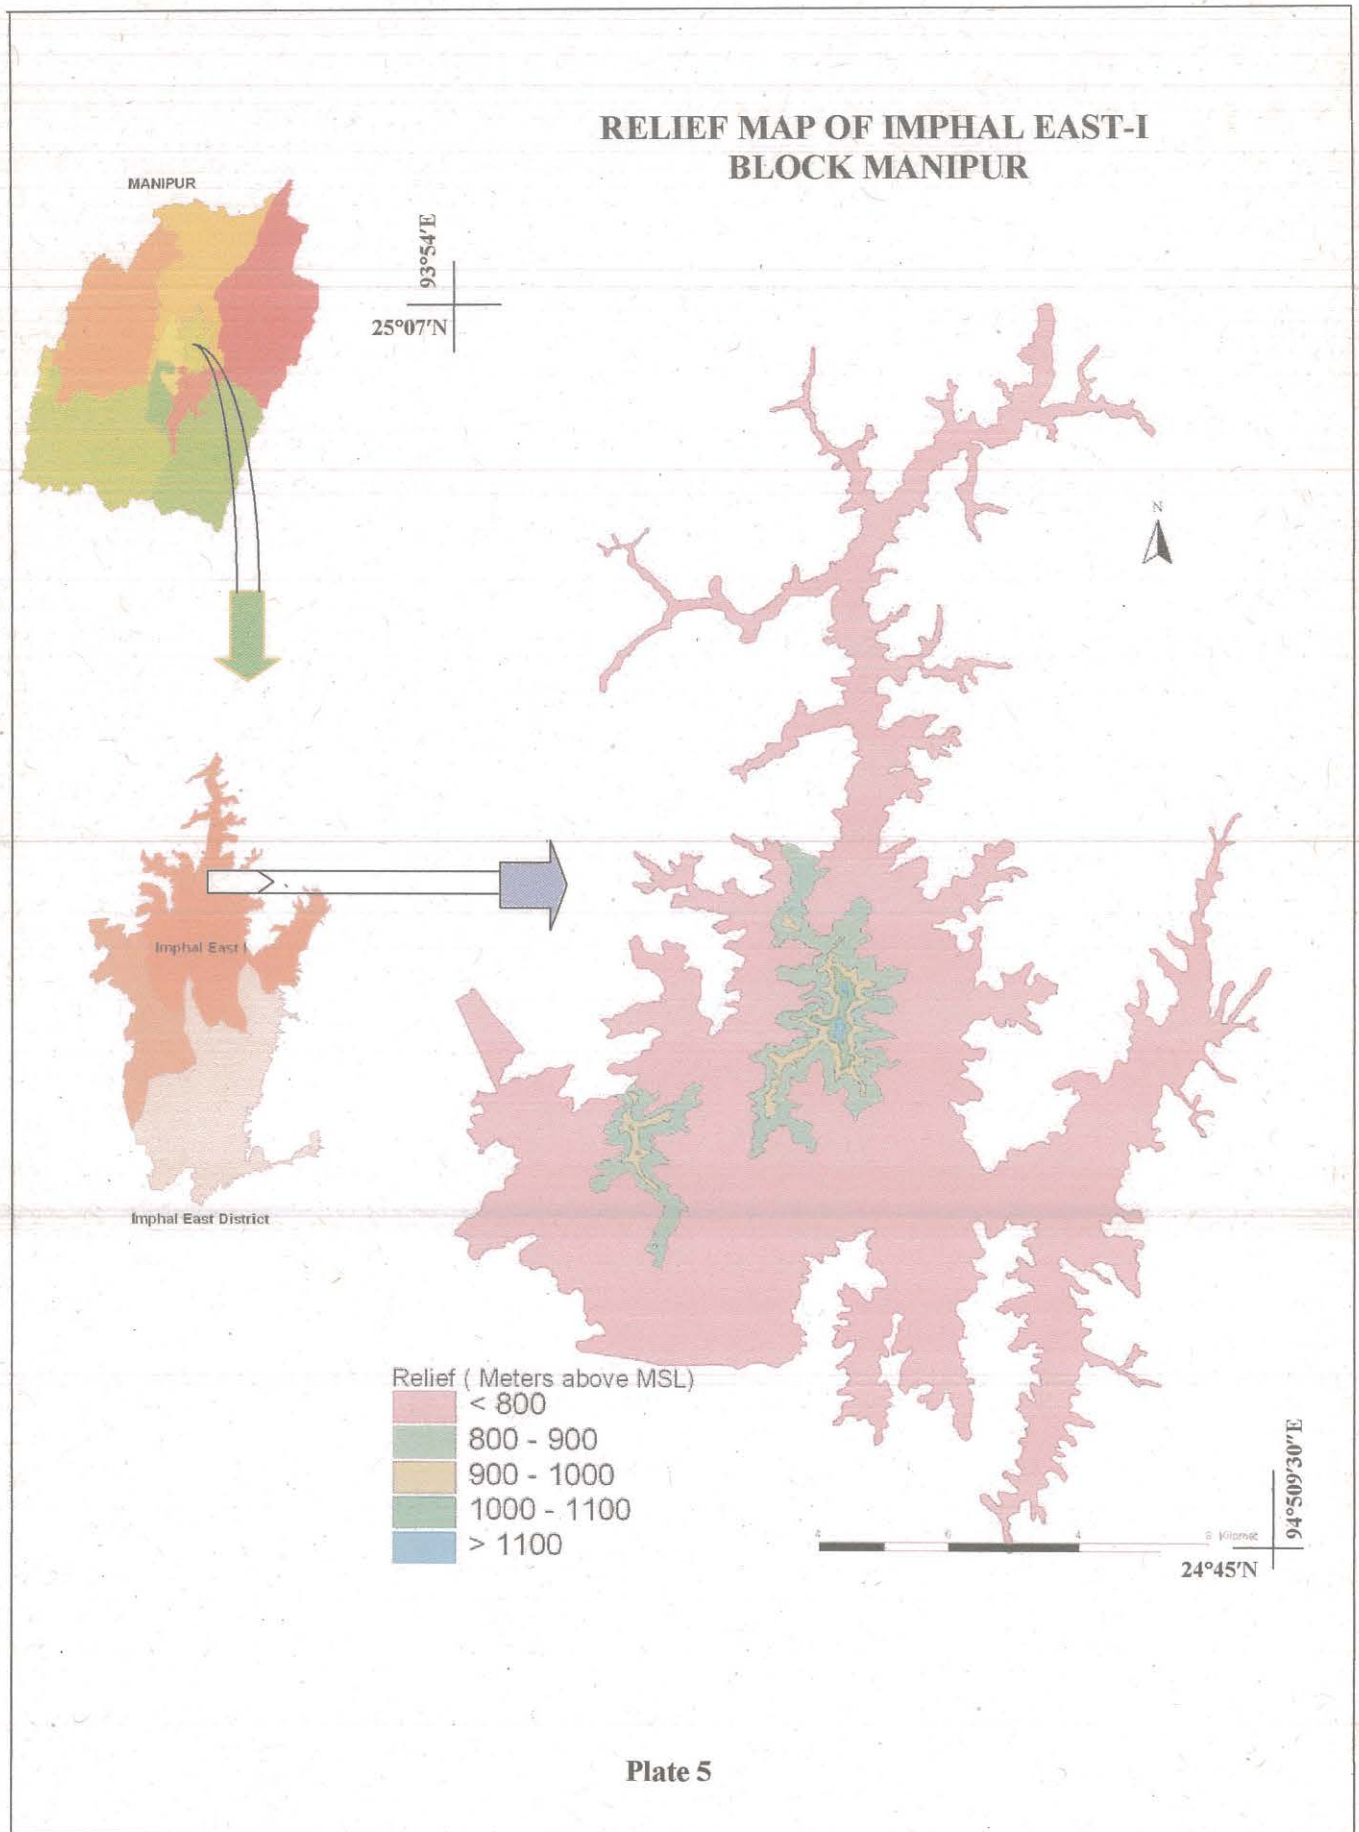 RELIEF MAP OF IMPHAL EAST-I
BLOCK MANIPUR
MANIPUR
93°54'E
25°07'N
N
Imphal East I
Imphal East District
Relief ( Meters above MSL)
< 800
800 - 900
900 - 1000
1000 - 1100
> 1100
94°509'30"E
4
4
8
24°45'N
Plate 5